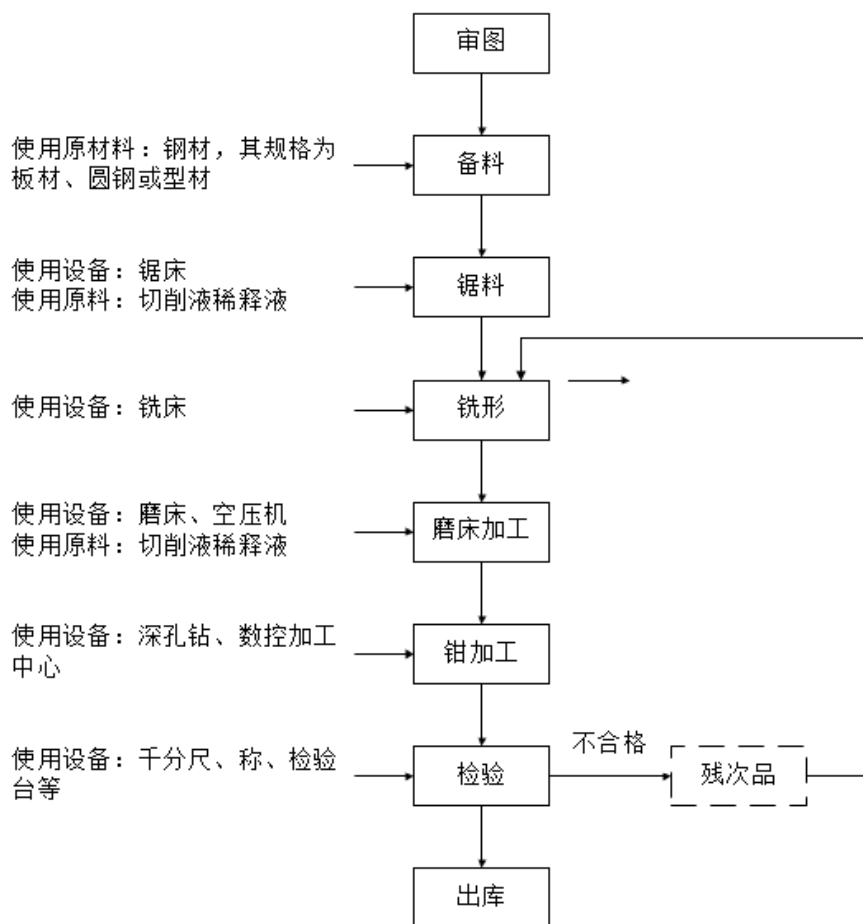 审图
使用原材料：钢材，其规格为
板材、圆钢或型材
备料
使用设备：锯床
使用原料：切削液稀释液
锯料
使用设备：铣床
铣形
使用设备：磨床、空压机
使用原料：切削液稀释液
磨床加工
使用设备：深孔钻、数控加工
中心
钳加工
使用设备：千分尺、称、检验
台等
检验
不合格
残次品
出库